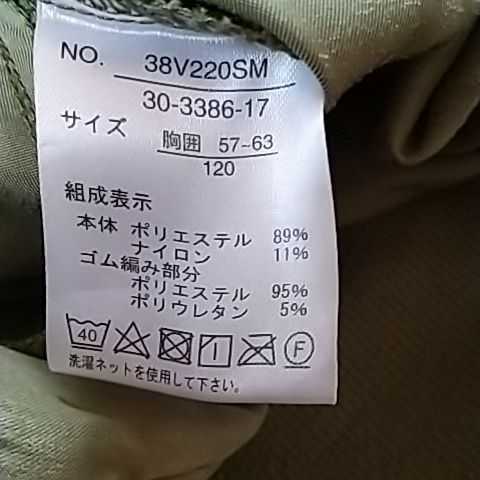 NO. 38V220SM
30-3386-17
サイズ 胸囲 57~63
120
組成表示
本体 ポリエステル 89%
ナイロン 11%
ゴム編み部分
ポリエステル 95%
ポリウレタン 5%
40 F
洗濯ネットを使用して下さい。